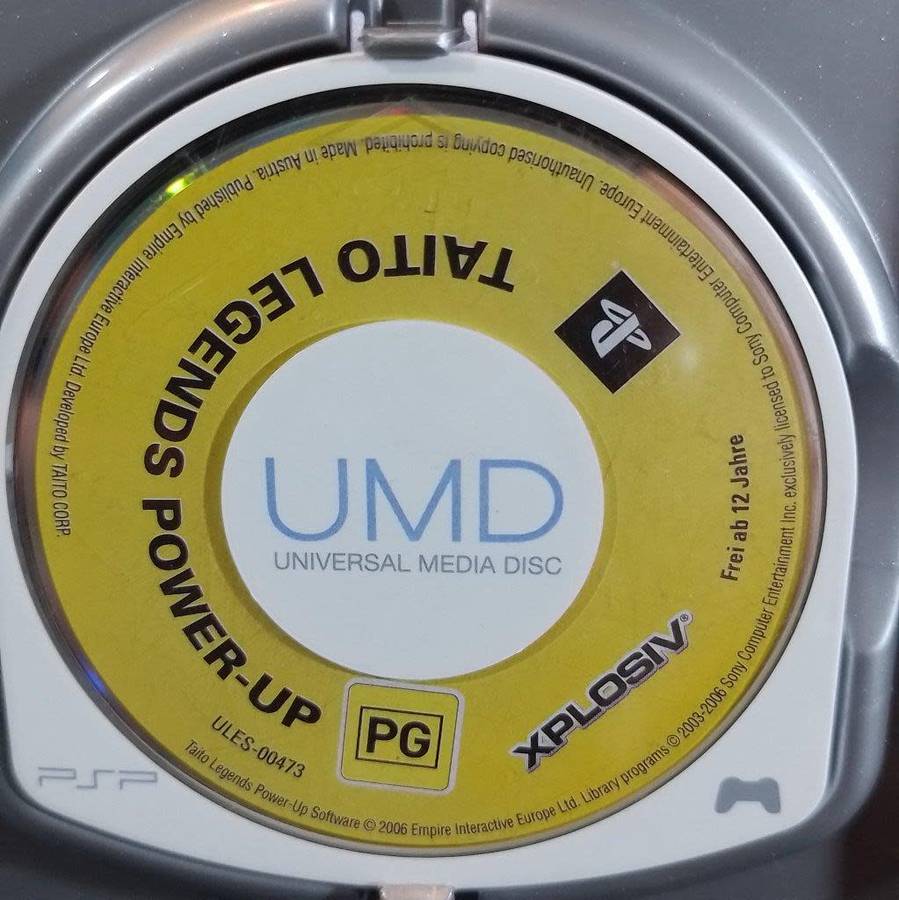 TAITO LEGENDS POWER-UP
UMD
UNIVERSAL MEDIA DISC
Frei ab 12 Jahre
XPLOSIV®
PG
ULES-00473
Taito Legends Power-Up Software © 2006 Empire Interactive Europe Ltd. Library programs © 2003-2006 Sony Computer Entertainment Inc. exclusively licensed to Sony Computer Entertainment Europe. Unauthorised copying is prohibited. Made in Austria. Published by Empire Interactive Europe Ltd. Developed by TAITO CORP.
PSP